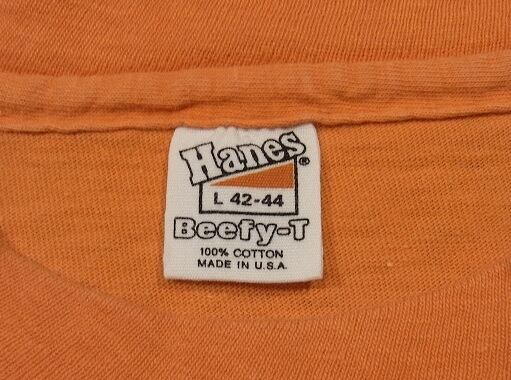 Hanes®
L 42-44
Beefy-T
100% COTTON
MADE IN U.S.A.